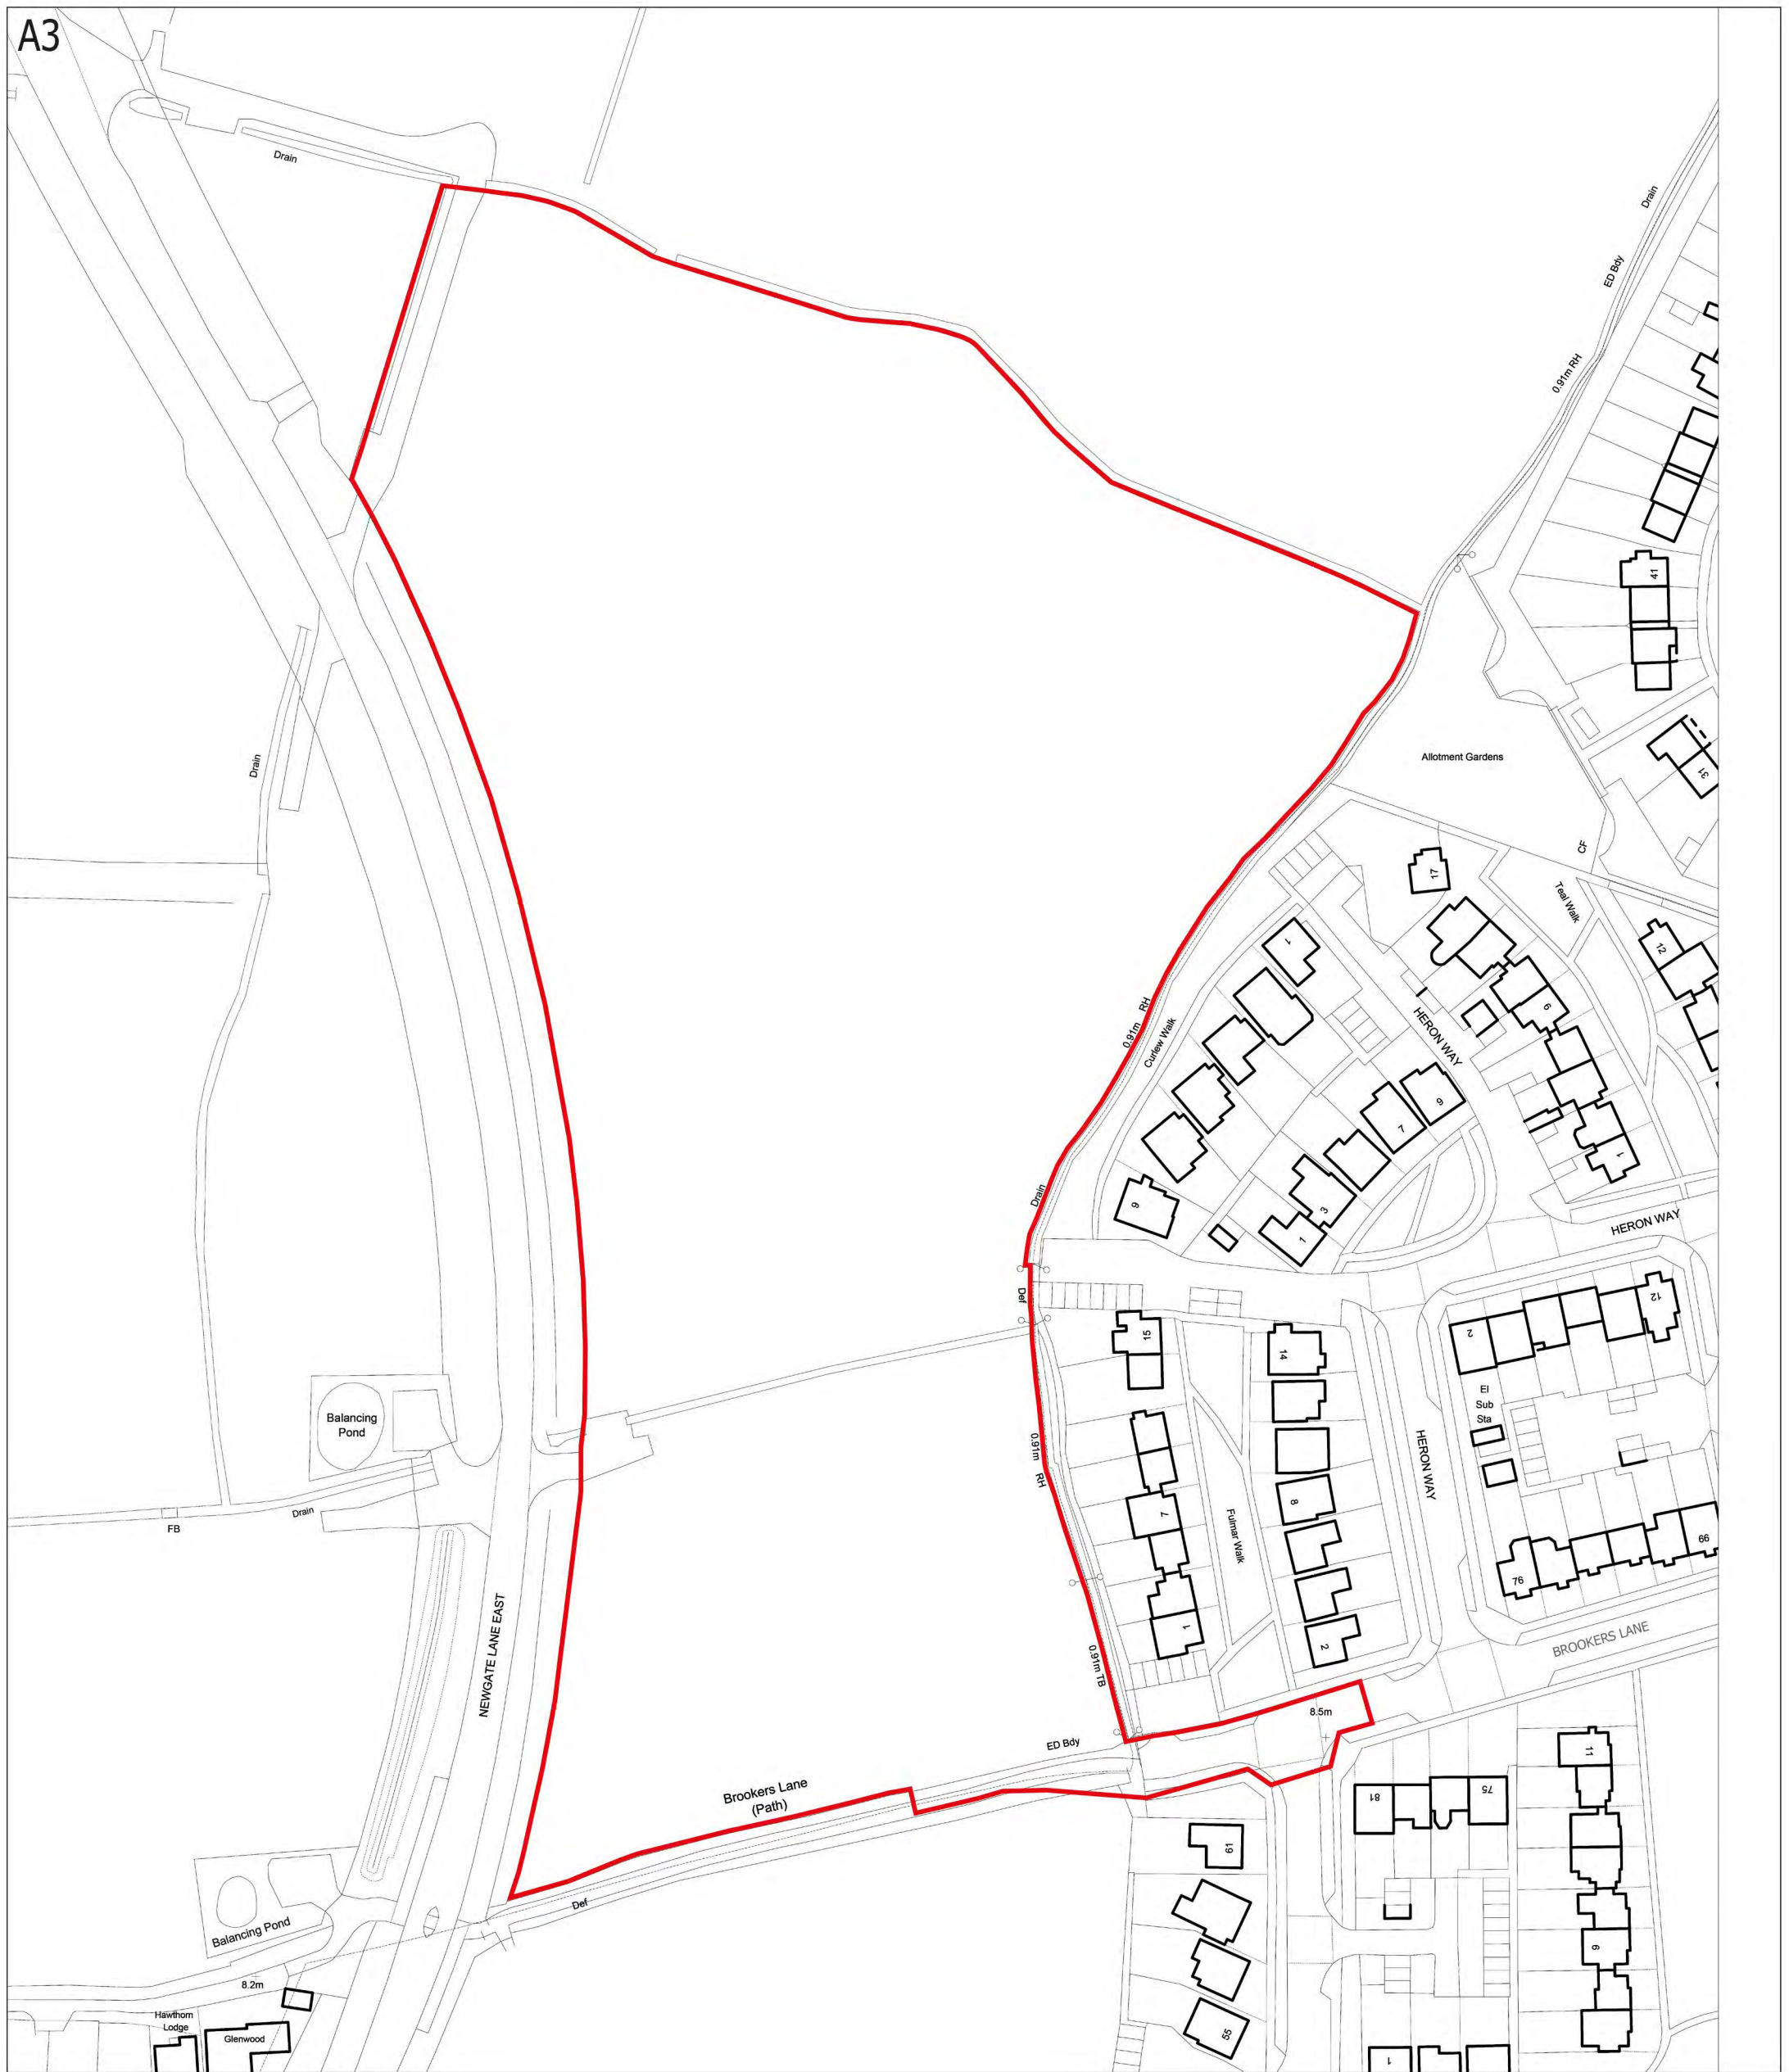 A3
Drain
Drain
ED Bdy
0.91m RH
41
31
Allotment Gardens
CF
Teal Walk
17
12
Drain
1
6
HERON WAY
0.91m RH
Curlew Walk
9
7
3
1
9
1
Drain
HERON WAY
Def
15
14
2
12
El
Sub
Sta
Balancing
Pond
0.91m RH
HERON WAY
7
8
Fulmar Walk
FB
Drain
66
76
NEWGATE LANE EAST
1
2
BROOKERS LANE
0.91m TB
8.5m
ED Bdy
11
Brookers Lane
(Path)
81
75
61
Def
Balancing Pond
6
8.2m
Hawthorn
Lodge
Glenwood
55
1